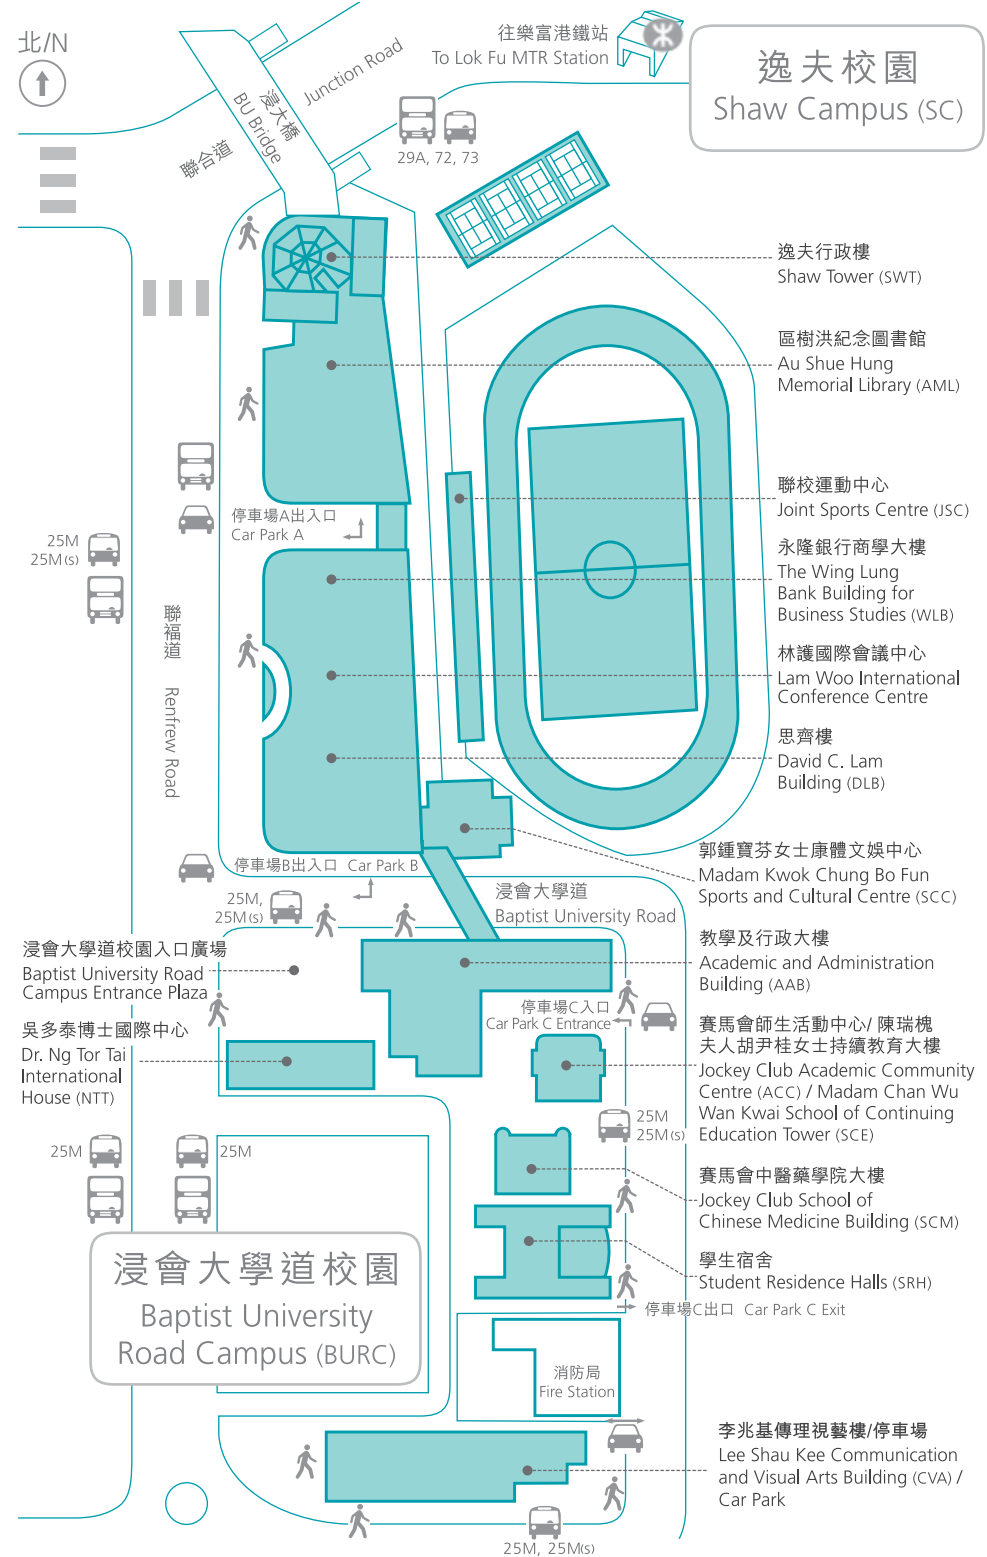 北/N
往樂富港鐵站
To Lok Fu MTR Station
逸夫校園
Shaw Campus (SC)
Junction Road
浸大橋
BU Bridge
聯合道
29A, 72, 73
逸夫行政樓
Shaw Tower (SWT)
區樹洪紀念圖書館
Au Shue Hung
Memorial Library (AML)
聯校運動中心
Joint Sports Centre (JSC)
停車場A出入口
Car Park A
25M
25M(s)
永隆銀行商學大樓
The Wing Lung
Bank Building for
Business Studies (WLB)
聯福道
Renfrew Road
林護國際會議中心
Lam Woo International
Conference Centre
思齊樓
David C. Lam
Building (DLB)
郭鍾寶芬女士康體文娛中心
Madam Kwok Chung Bo Fun
Sports and Cultural Centre (SCC)
停車場B出入口 Car Park B
25M,
25M(s)
浸會大學道
Baptist University Road
浸會大學道校園入口廣場
Baptist University Road
Campus Entrance Plaza
教學及行政大樓
Academic and Administration
Building (AAB)
停車場C入口
Car Park C Entrance
吳多泰博士國際中心
Dr. Ng Tor Tai
International
House (NTT)
賽馬會師生活動中心/ 陳瑞槐
夫人胡尹桂女士持續教育大樓
Jockey Club Academic Community
Centre (ACC) / Madam Chan Wu
Wan Kwai School of Continuing
Education Tower (SCE)
25M
25M(s)
25M
25M
賽馬會中醫藥學院大樓
Jockey Club School of
Chinese Medicine Building (SCM)
學生宿舍
Student Residence Halls (SRH)
停車場C出口 Car Park C Exit
浸會大學道校園
Baptist University
Road Campus (BURC)
消防局
Fire Station
李兆基傳理視藝樓/停車場
Lee Shau Kee Communication
and Visual Arts Building (CVA) /
Car Park
25M, 25M(s)